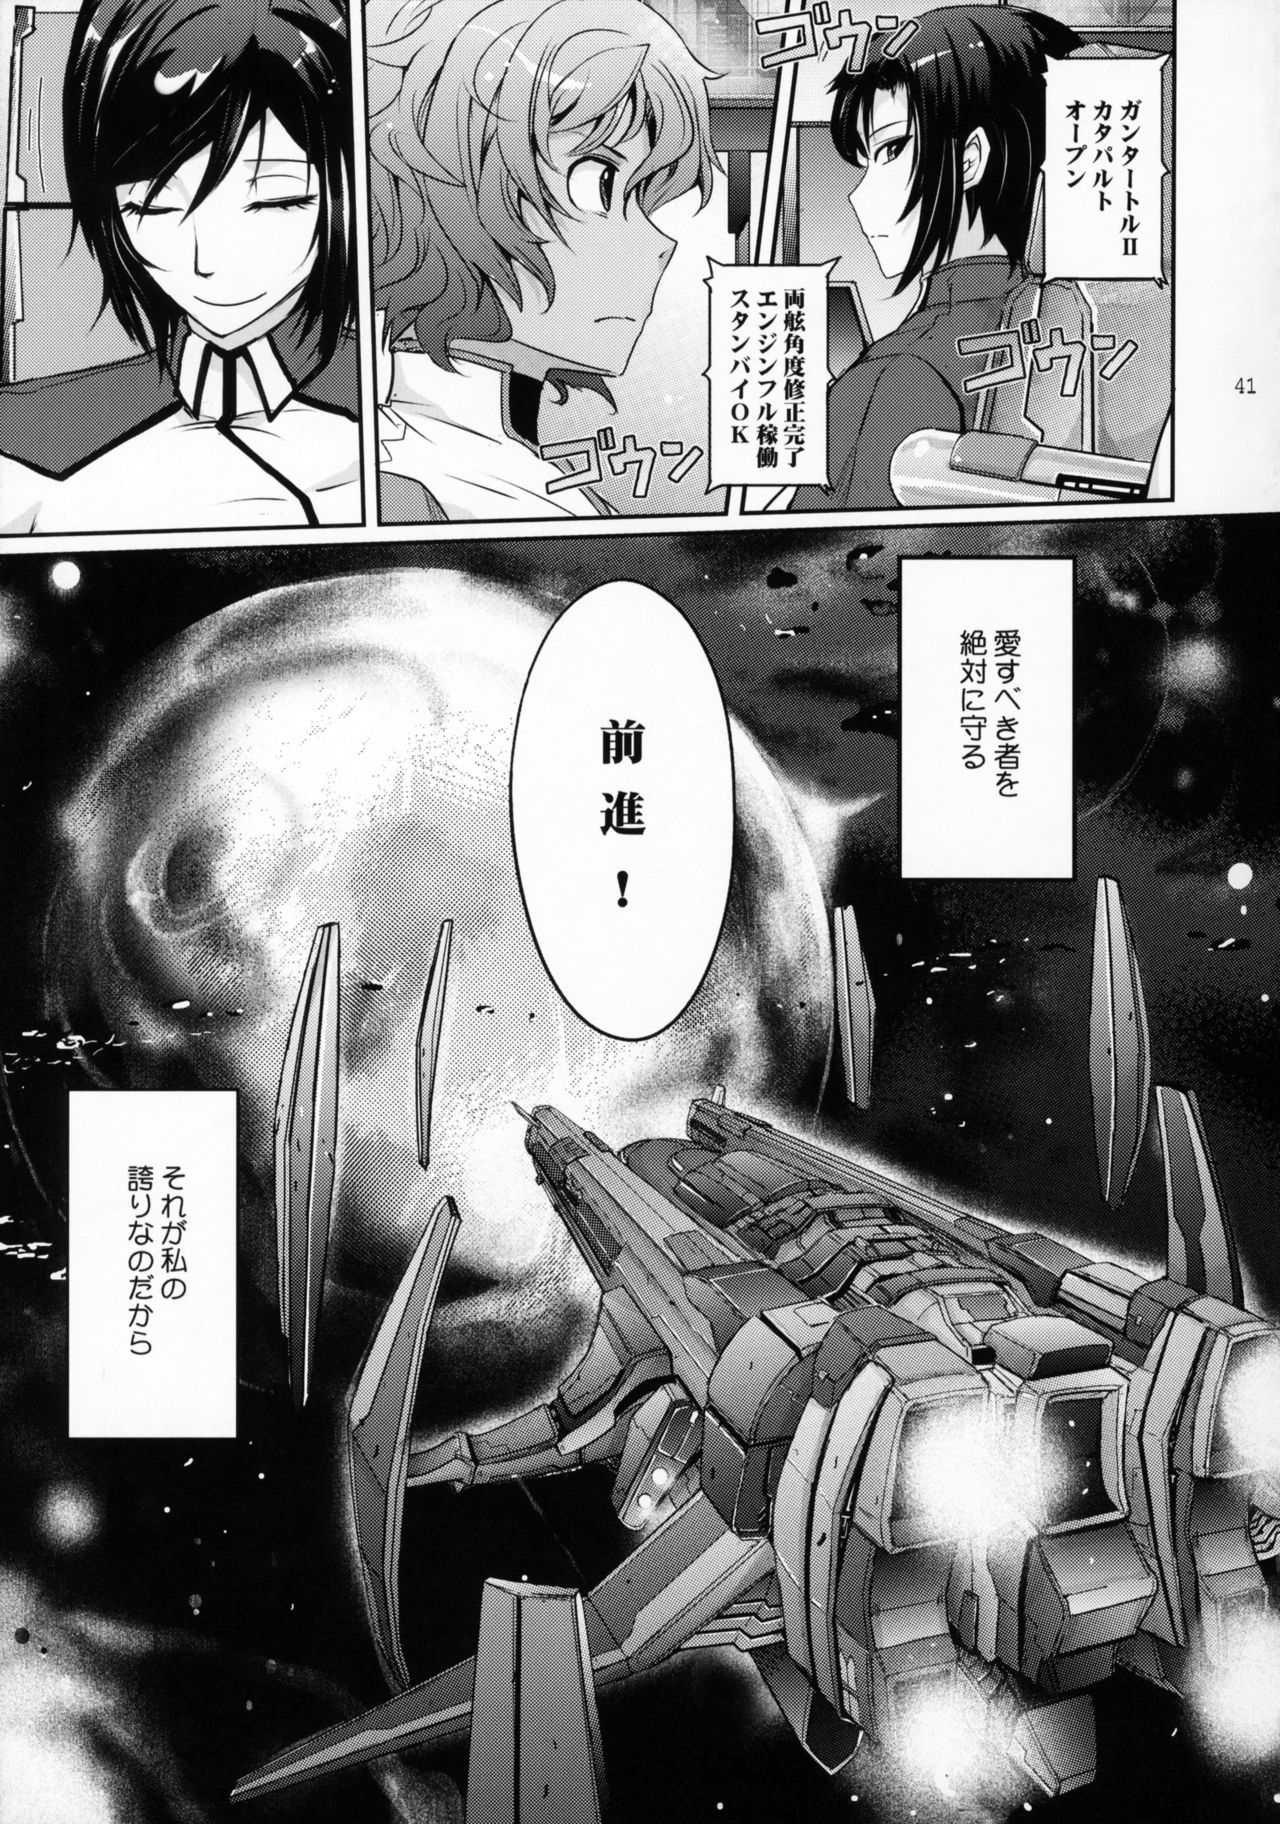 ガンタートルⅡ
カタパルト
オープン
ゴウン
ゴウン
両舷角度修正完了
エンジンフル稼働
スタンバイOK
ゴウン
41
愛すべき者を
絶対に守る
前進！
それが私の
誇りなのだから